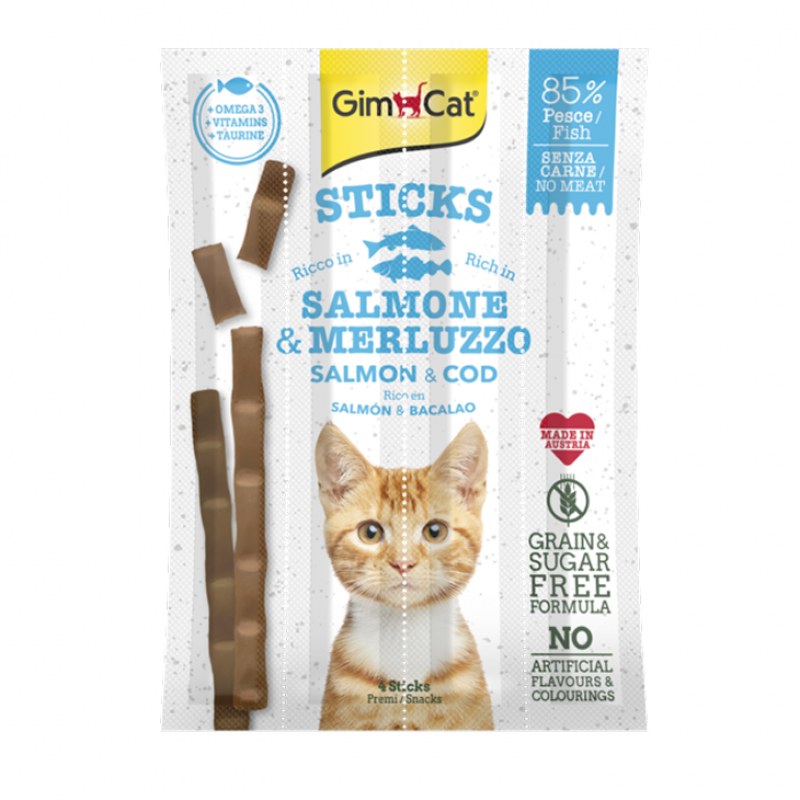 + OMEGA 3
+ VITAMINS
+ TAURINE
GimCat
85%
Pesce/
Fish
SENZA
CARNE/
NO MEAT
STICKS
Ricco in
Rich in
SALMONE
& MERLUZZO
SALMON & COD
Rico en
SALMÓN & BACALAO
MADE IN
AUSTRIA
GRAIN &
SUGAR
FREE
FORMULA
NO
ARTIFICIAL
FLAVOURS &
COLOURINGS
4 Sticks
Premi / Snacks